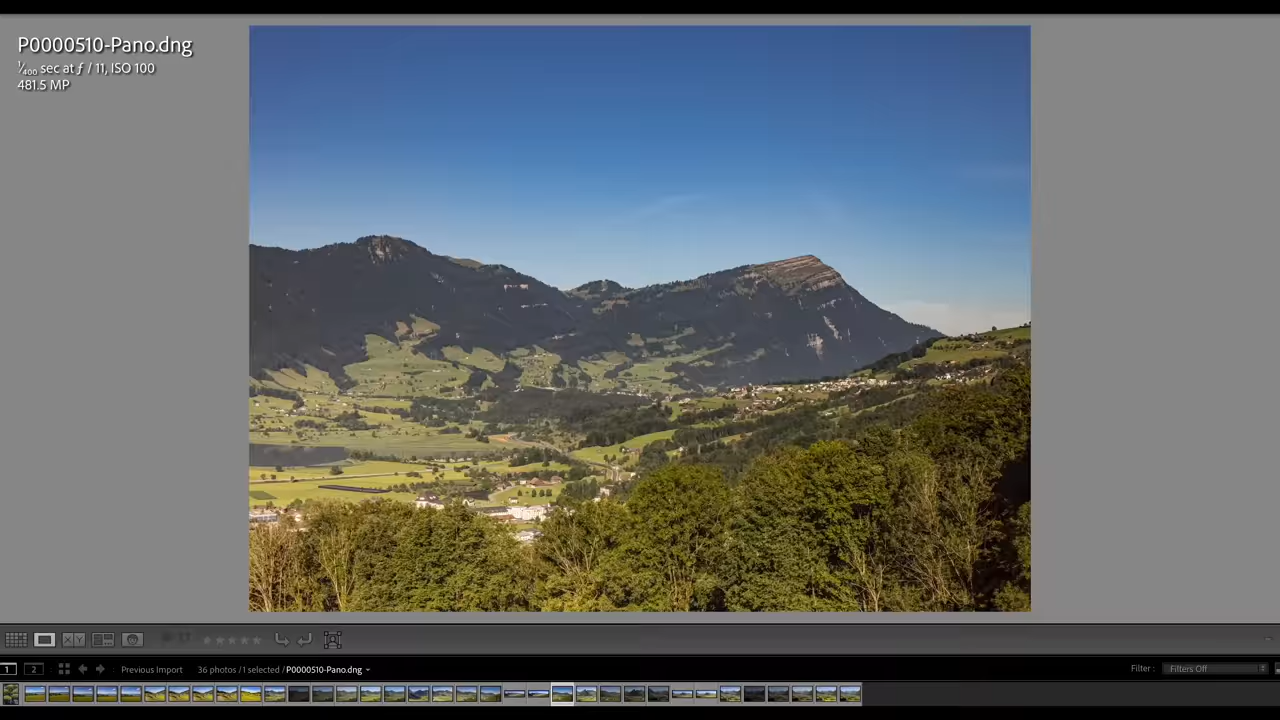 P0000510-Pano.dng
1/400 sec at ƒ / 11, ISO 100
481.5 MP
XY
1 2 Previous Import 36 photos / 1 selected / P0000510-Pano.dng Filter : Filters Off